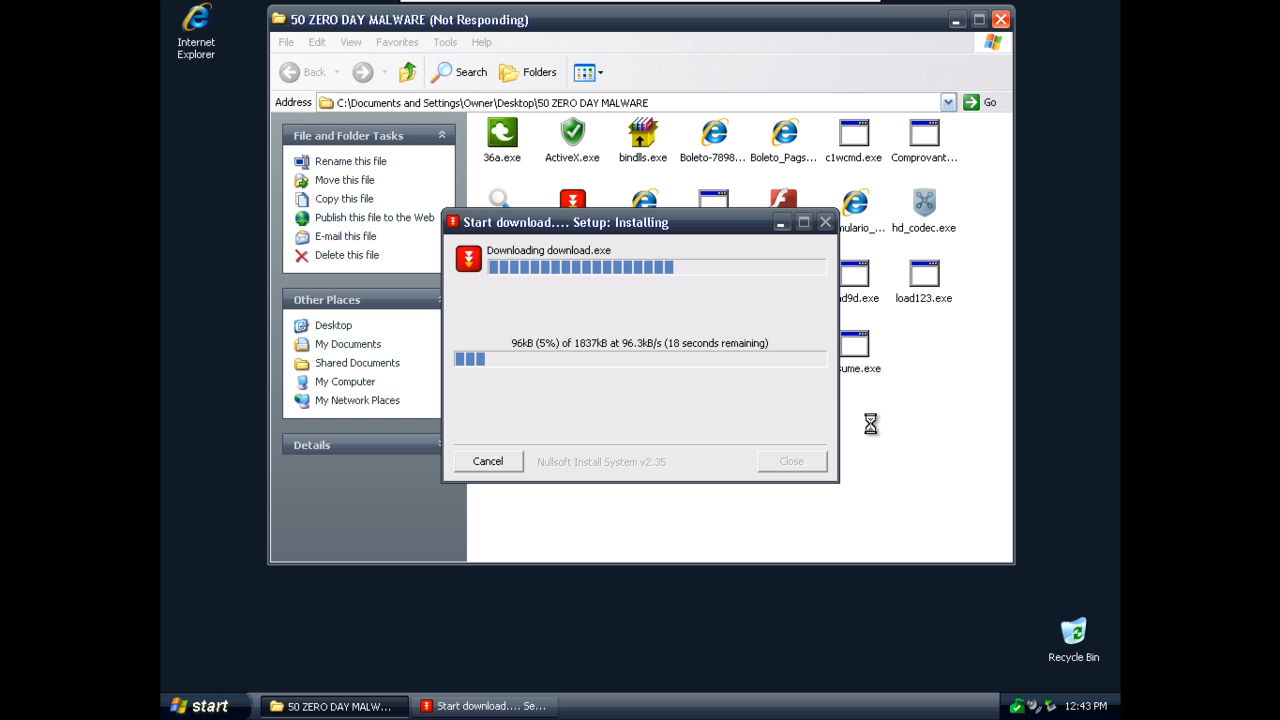 Internet
Explorer
50 ZERO DAY MALWARE (Not Responding)
File Edit View Favorites Tools Help
Back Search Folders
Address C:\Documents and Settings\Owner\Desktop\50 ZERO DAY MALWARE Go
File and Folder Tasks
Rename this file
Move this file
Copy this file
Publish this file to the Web
E-mail this file
Delete this file
Other Places
Desktop
My Documents
Shared Documents
My Computer
My Network Places
Details
36a.exe ActiveX.exe bindlls.exe Boleto-7898... Boleto_Pags... c1wcmd.exe Comprovant...
mulario_... hd_codec.exe
d9d.exe load123.exe
ume.exe
Start download.... Setup: Installing
Downloading download.exe
96kB (5%) of 1837kB at 96.3kB/s (18 seconds remaining)
Cancel Nullsoft Install System v2.35 Close
Recycle Bin
start 50 ZERO DAY MALW... Start download.... Se... 12:43 PM